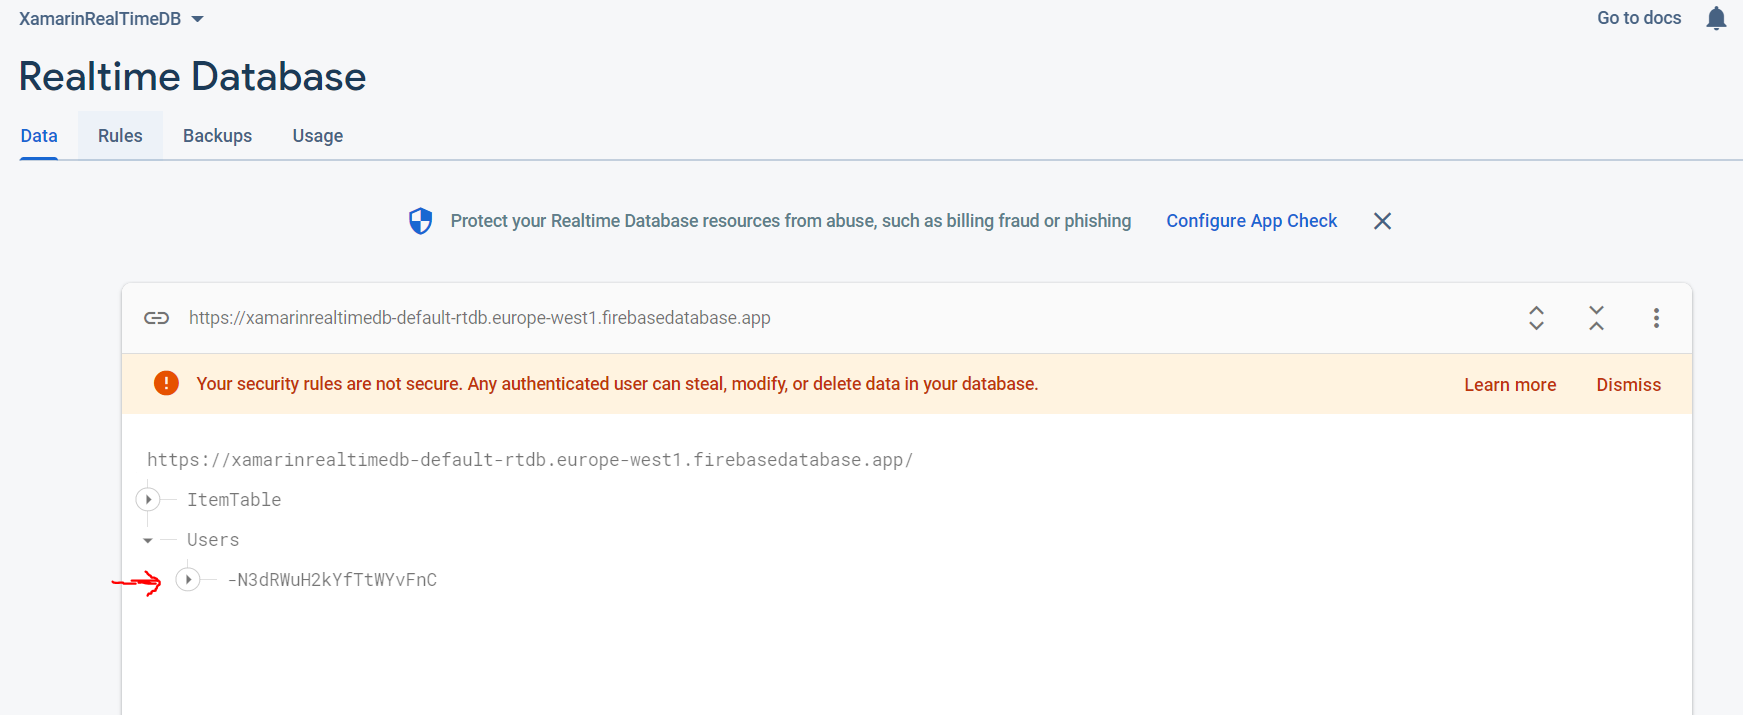 XamarinRealTimeDB
Go to docs
Realtime Database
Data Rules Backups Usage
Protect your Realtime Database resources from abuse, such as billing fraud or phishing Configure App Check
https://xamarinrealtimedb-default-rtdb.europe-west1.firebasedatabase.app
Your security rules are not secure. Any authenticated user can steal, modify, or delete data in your database. Learn more Dismiss
https://xamarinrealtimedb-default-rtdb.europe-west1.firebasedatabase.app/
ItemTable
Users
-N3dRWuH2kYfTtWYvFnC